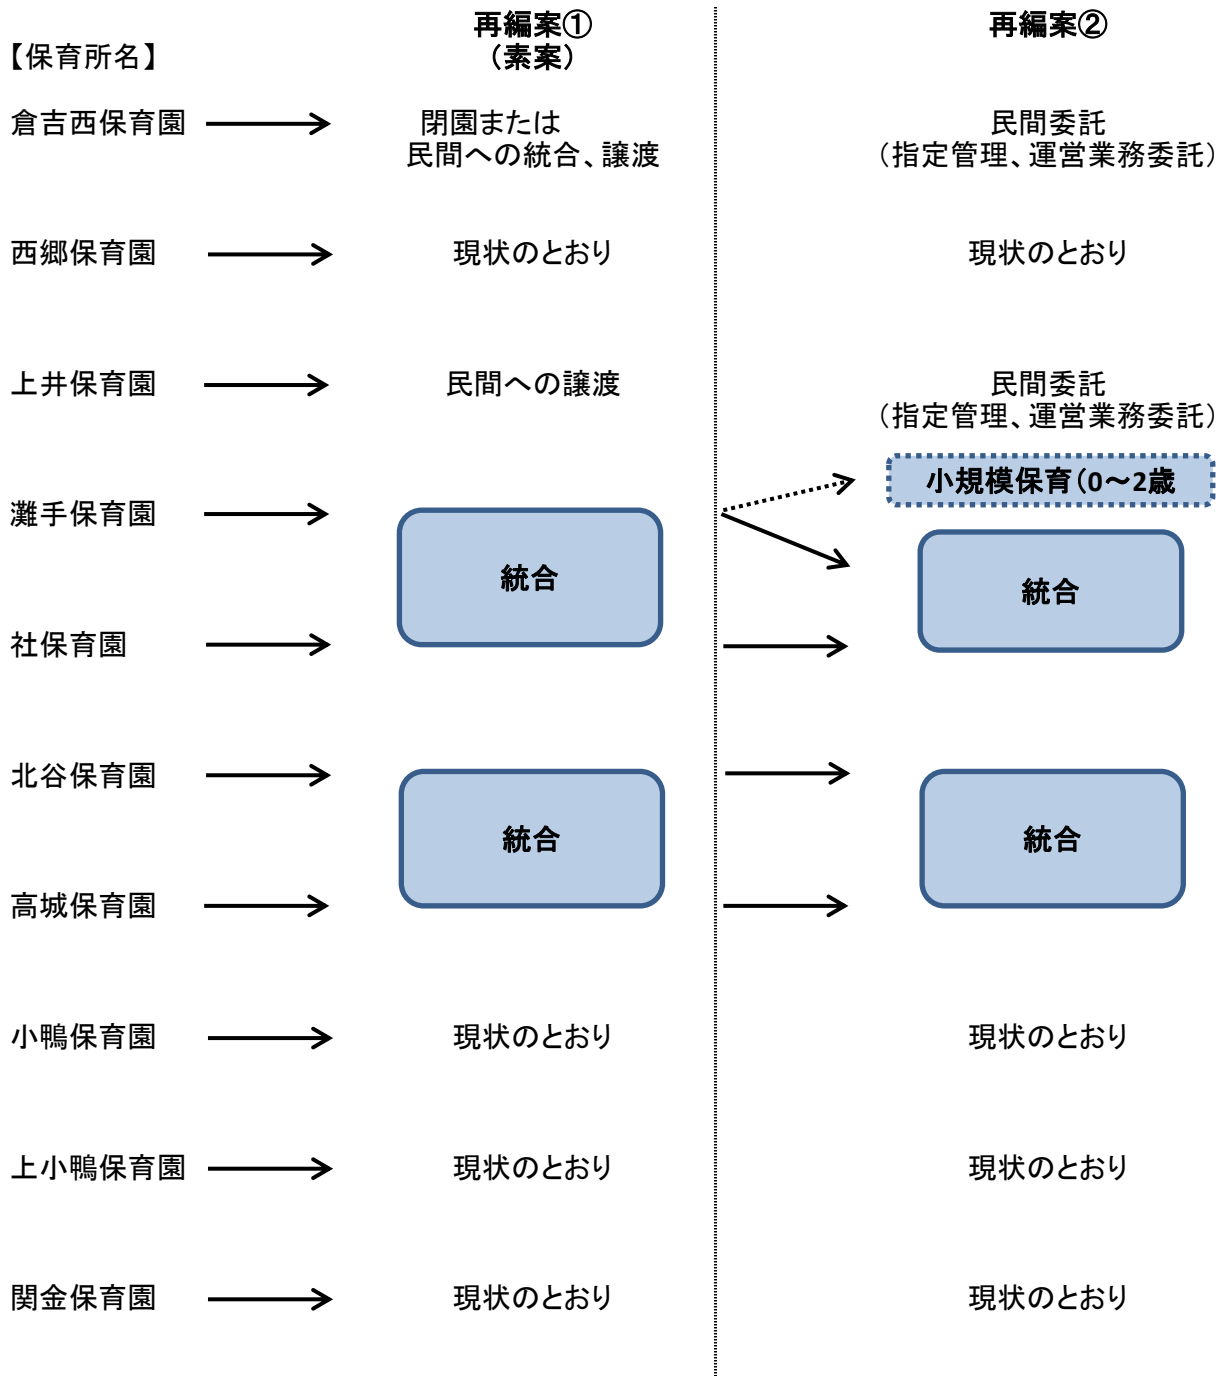 再編案①
(素案)
再編案②
【保育所名】
倉吉西保育園
閉園または
民間への統合、譲渡
民間委託
(指定管理、運営業務委託)
西郷保育園
現状のとおり
現状のとおり
上井保育園
民間への譲渡
民間委託
(指定管理、運営業務委託)
小規模保育(0~2歳
灘手保育園
統合
統合
社保育園
北谷保育園
統合
統合
高城保育園
小鴨保育園
現状のとおり
現状のとおり
上小鴨保育園
現状のとおり
現状のとおり
関金保育園
現状のとおり
現状のとおり